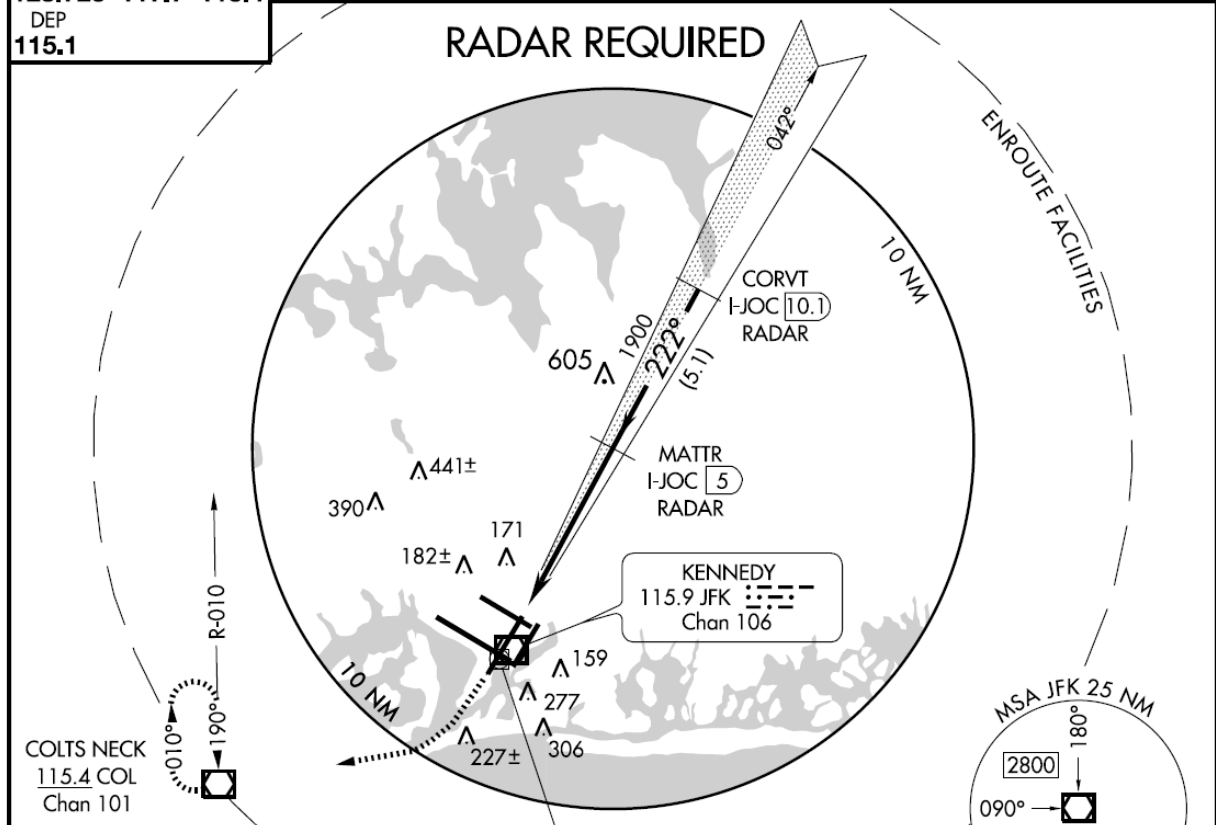 DEP
115.1
RADAR REQUIRED
ENROUTE FACILITIES
042°
10 NM
CORVT
I-JOC 10.1
RADAR
1900
222°
(5.1)
605
MATTR
I-JOC 5
RADAR
441±
390
171
182±
KENNEDY
115.9 JFK
Chan 106
R-010
159
277
10 NM
306
227±
010°
190°
COLTS NECK
115.4 COL
Chan 101
MSA JFK 25 NM
180°
2800
090°